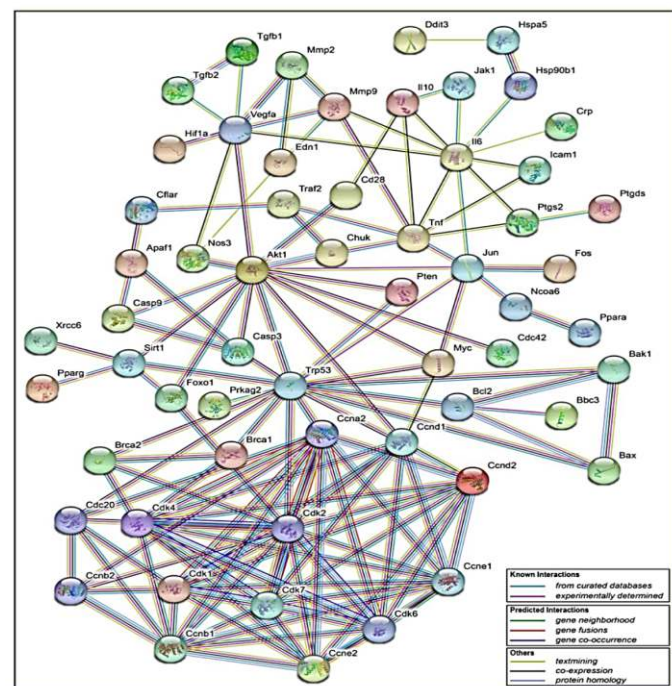 Ddit3
Hspa5
Tgfb1
Mmp2
Tgfb2
Mmp9
Il10
Jak1
Hsp90b1
Vegfa
Crp
Hif1a
Il6
Edn1
Icam1
Cd28
Cflar
Traf2
Ptgs2
Ptgds
Tnf
Nos3
Chuk
Apaf1
Akt1
Jun
Fos
Pten
Ncoa6
Casp9
Casp3
Ppara
Xrcc6
Sirt1
Myc
Cdc42
Trp53
Bak1
Pparg
Foxo1
Prkag2
Bcl2
Bbc3
Ccna2
Ccnd1
Brca2
Brca1
Bax
Ccnd2
Cdc20
Cdk4
Cdk2
Ccnb2
Cdk1
Ccne1
Cdk7
Cdk6
Ccnb1
Ccne2
Known Interactions
from curated databases
experimentally determined
Predicted Interactions
gene neighborhood
gene fusions
gene co-occurrence
Others
textmining
co-expression
protein homology